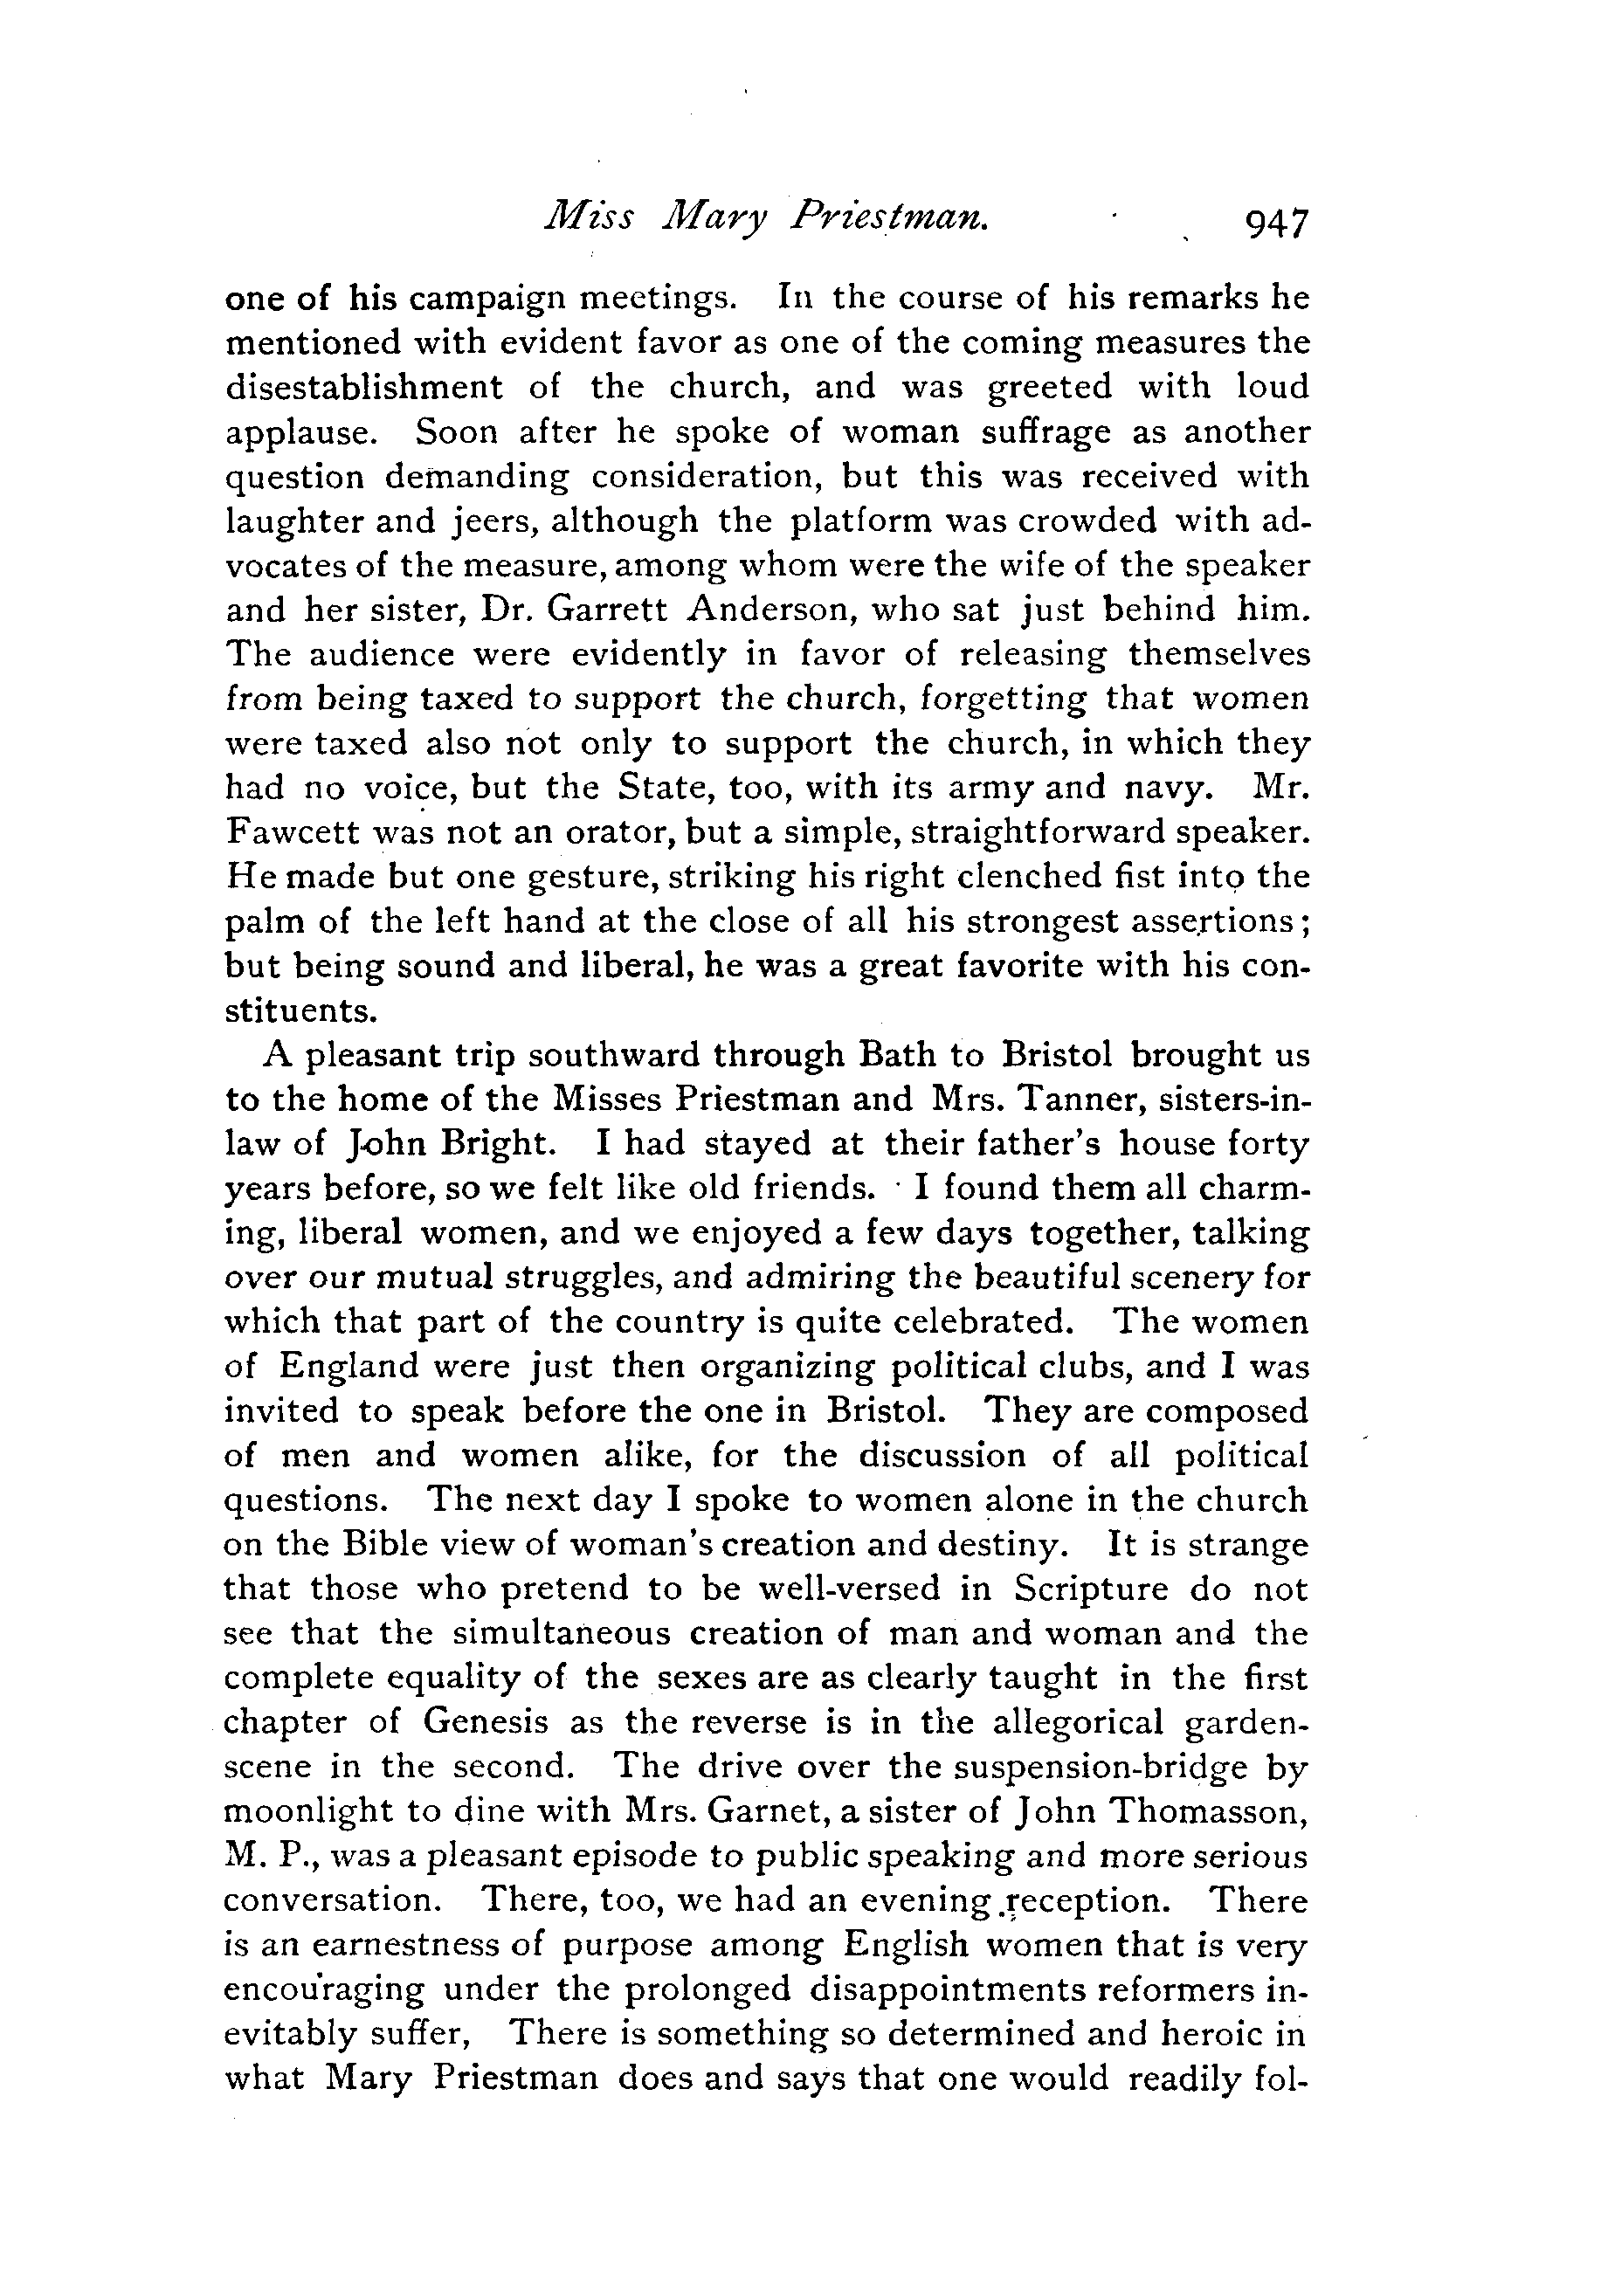 Miss Mary Priestman. 947
one of his campaign meetings. In the course of his remarks he
mentioned with evident favor as one of the coming measures the
disestablishment of the church, and was greeted with loud
applause. Soon after he spoke of woman suffrage as another
question demanding consideration, but this was received with
laughter and jeers, although the platform was crowded with ad-
vocates of the measure, among whom were the wife of the speaker
and her sister, Dr. Garrett Anderson, who sat just behind him.
The audience were evidently in favor of releasing themselves
from being taxed to support the church, forgetting that women
were taxed also not only to support the church, in which they
had no voice, but the State, too, with its army and navy. Mr.
Fawcett was not an orator, but a simple, straightforward speaker.
He made but one gesture, striking his right clenched fist into the
palm of the left hand at the close of all his strongest assertions;
but being sound and liberal, he was a great favorite with his con-
stituents.
A pleasant trip southward through Bath to Bristol brought us
to the home of the Misses Priestman and Mrs. Tanner, sisters-in-
law of John Bright. I had stayed at their father's house forty
years before, so we felt like old friends. I found them all charm-
ing, liberal women, and we enjoyed a few days together, talking
over our mutual struggles, and admiring the beautiful scenery for
which that part of the country is quite celebrated. The women
of England were just then organizing political clubs, and I was
invited to speak before the one in Bristol. They are composed
of men and women alike, for the discussion of all political
questions. The next day I spoke to women alone in the church
on the Bible view of woman's creation and destiny. It is strange
that those who pretend to be well-versed in Scripture do not
see that the simultaneous creation of man and woman and the
complete equality of the sexes are as clearly taught in the first
chapter of Genesis as the reverse is in the allegorical garden-
scene in the second. The drive over the suspension-bridge by
moonlight to dine with Mrs. Garnet, a sister of John Thomasson,
M. P., was a pleasant episode to public speaking and more serious
conversation. There, too, we had an evening reception. There
is an earnestness of purpose among English women that is very
encouraging under the prolonged disappointments reformers in-
evitably suffer, There is something so determined and heroic in
what Mary Priestman does and says that one would readily fol-